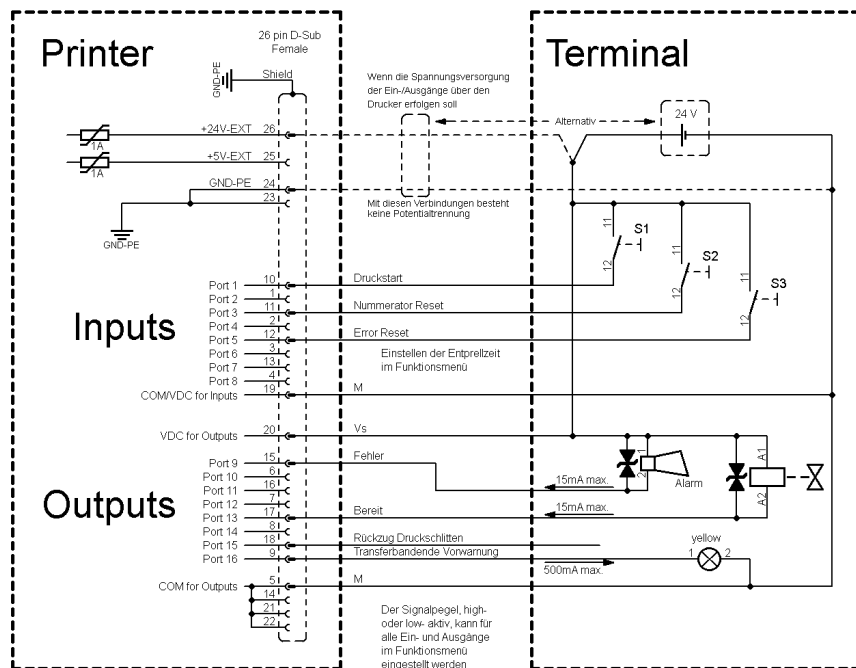 Printer
26 pin D-Sub
Female
Terminal
GND-PE
Shield
Wenn die Spannungsversorgung
der Ein-/Ausgänge über den
Drucker erfolgen soll
Alternativ
24 V
+24V-EXT 26
1A
+5V-EXT 25
1A
GND-PE 24
23
GND-PE
Mit diesen Verbindungen besteht
keine Potentialtrennung
11
12
S1
11
12
S2
11
12
S3
Inputs
Port 1 10 Druckstart
Port 2 1
Port 3 11 Nummerator Reset
Port 4 2
Port 5 12 Error Reset
Port 6 3
Port 7 13
Port 8 4
COM/VDC for Inputs 19 M
Einstellen der Entprellzeit
im Funktionsmenü
VDC for Outputs 20 Vs
Outputs
Port 9 15 Fehler
Port 10 6
Port 11 16
Port 12 7
Port 13 17 Bereit
Port 14 8
Port 15 18 Rückzug Druckschlitten
Port 16 9 Transferbandende Vorwarnung
15mA max.
15mA max.
500mA max.
1
2
Alarm
A1
A2
yellow
1 2
COM for Outputs 5 M
14
21
22
Der Signalpegel, high-
oder low- aktiv, kann für
alle Ein- und Ausgänge
im Funktionsmenü
eingestellt werden